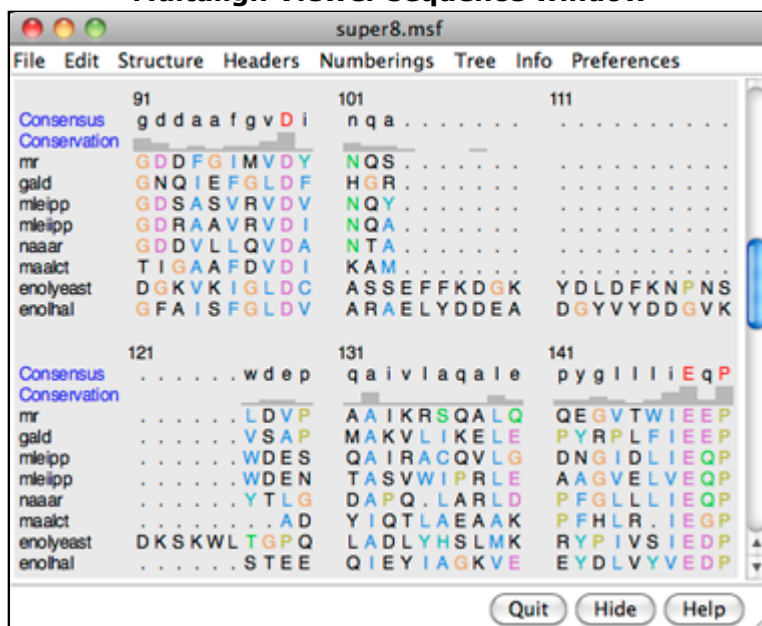 Multalign Viewer sequence window
super8.msf
File Edit Structure Headers Numberings Tree Info Preferences
91 101 111
Consensus g d d a a f g v D i n q a . . . . . . . . . . . . . . . . .
Conservation
mr G D D F G I M V D Y N Q S . . . . . . . . . . . . . . . . .
gald G N Q I E F G L D F H G R . . . . . . . . . . . . . . . . .
mleipp G D S A S V R V D V N Q Y . . . . . . . . . . . . . . . . .
mleiipp G D R A A V R V D I N Q A . . . . . . . . . . . . . . . . .
naaar G D D V L L Q V D A N T A . . . . . . . . . . . . . . . . .
maalct T I G A A F D V D I K A M . . . . . . . . . . . . . . . . .
enolyeast D G K V K I G L D C A S S E F F K D G K Y D L D F K N P N S
enolhal G F A I S F G L D V A R A E L Y D D E A D G Y V Y D D G V K
121 131 141
Consensus . . . . . . w d e p q a i v l a q a l e p y g l l l i E q P
Conservation
mr . . . . . . L D V P A A I K R S Q A L Q Q E G V T W I E E P
gald . . . . . . V S A P M A K V L I K E L E P Y R P L F I E E P
mleipp . . . . . . W D E S Q A I R A C Q V L G D N G I D L I E Q P
mleiipp . . . . . . W D E N T A S V W I P R L E A A G V E L V E Q P
naaar . . . . . . Y T L G D A P Q . L A R L D P F G L L L I E Q P
maalct . . . . . . . . A D Y I Q T L A E A A K P F H L R . I E G P
enolyeast D K S K W L T G P Q L A D L Y H S L M K R Y P I V S I E D P
enolhal . . . . . . S T E E Q I E Y I A G K V E E Y D L V Y V E D P
Quit Hide Help